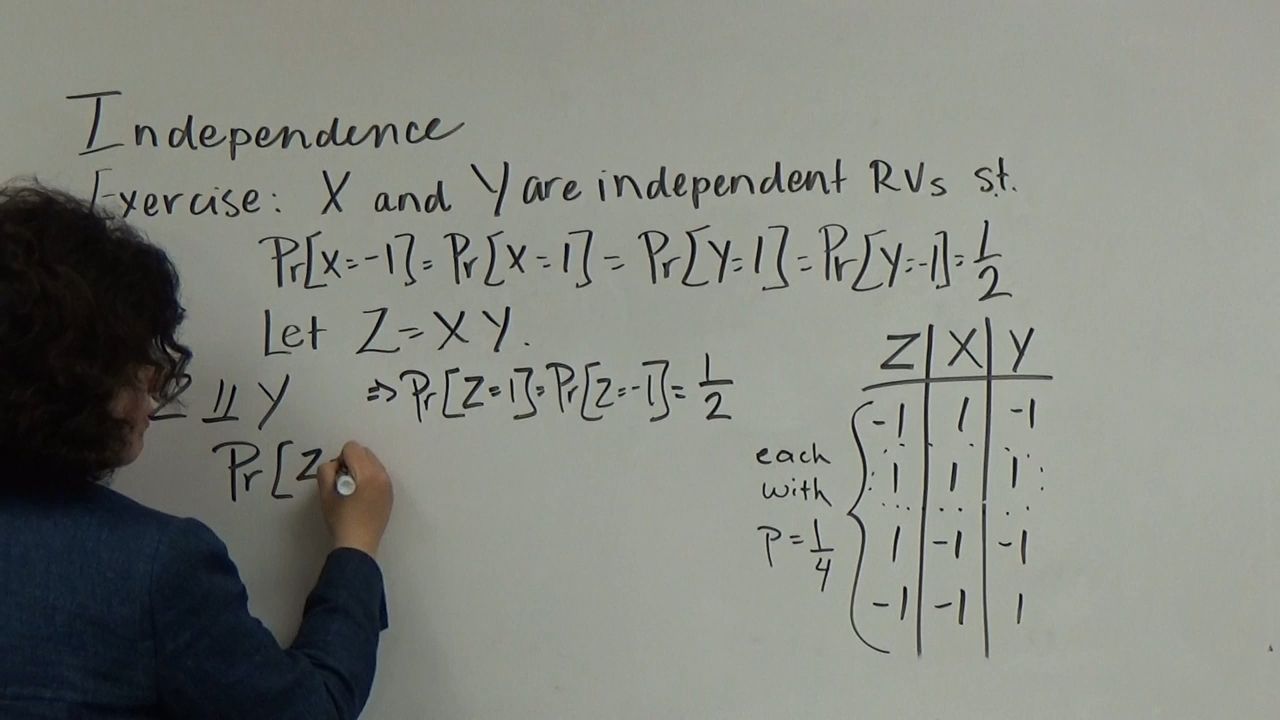 Independence
Exercise: X and Y are independent RVs s.t.
Pr[X=-1]=Pr[X=1]=Pr[Y=1]=Pr[Y=-1]=1/2
Let Z=XY.
Z ⫫ Y ⇒ Pr[Z=1]=Pr[Z=-1]=1/2
Pr[Z
Z | X | Y
-1 | 1 | -1
1 | 1 | 1
1 | -1 | -1
-1 | -1 | 1
each
with
P=1/4